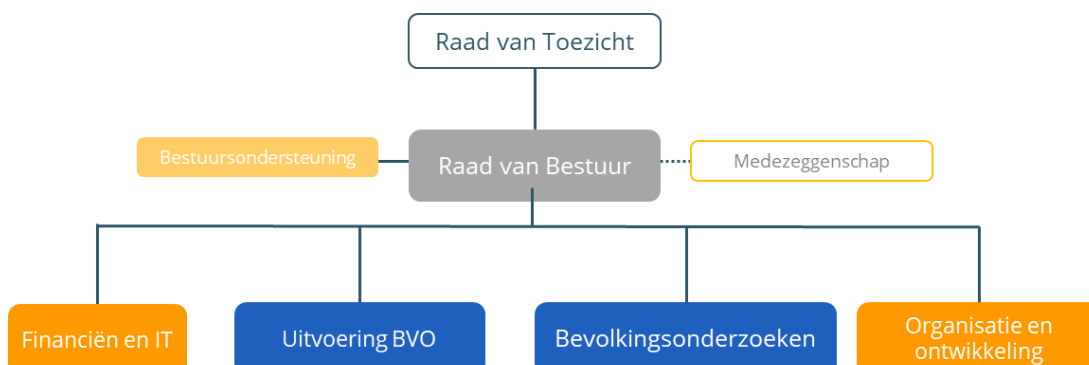 Raad van Toezicht
Bestuursondersteuning
Raad van Bestuur
Medezeggenschap
Financiën en IT
Uitvoering BVO
Bevolkingsonderzoeken
Organisatie en
ontwikkeling